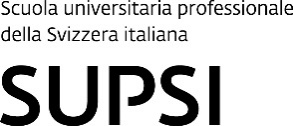 Scuola universitaria professionale
della Svizzera italiana
SUPSI